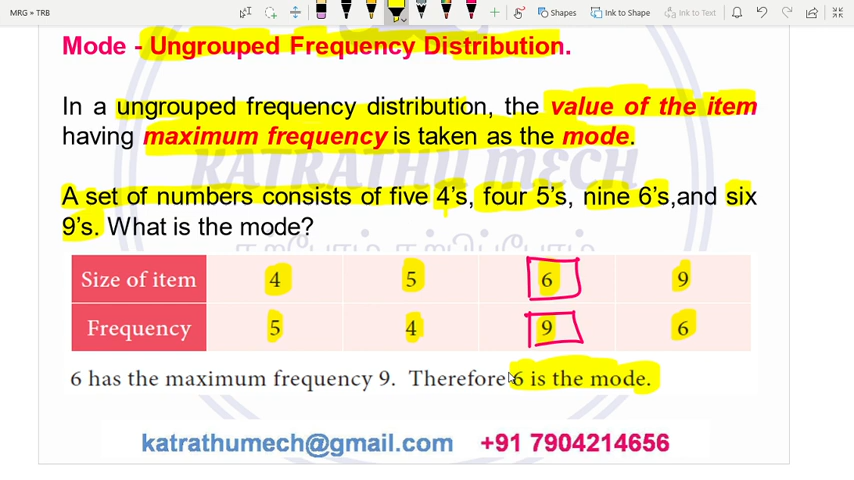 MRG » TRB
Shapes
Ink to Shape
Ink to Text
Mode - Ungrouped Frequency Distribution.
In a ungrouped frequency distribution, the value of the item
having maximum frequency is taken as the mode.
KATRATHU MECH
A set of numbers consists of five 4’s, four 5’s, nine 6’s,and six
9’s. What is the mode?
Size of item 4 5 6 9
Frequency 5 4 9 6
6 has the maximum frequency 9. Therefore 6 is the mode.
katrathumech@gmail.com +91 7904214656